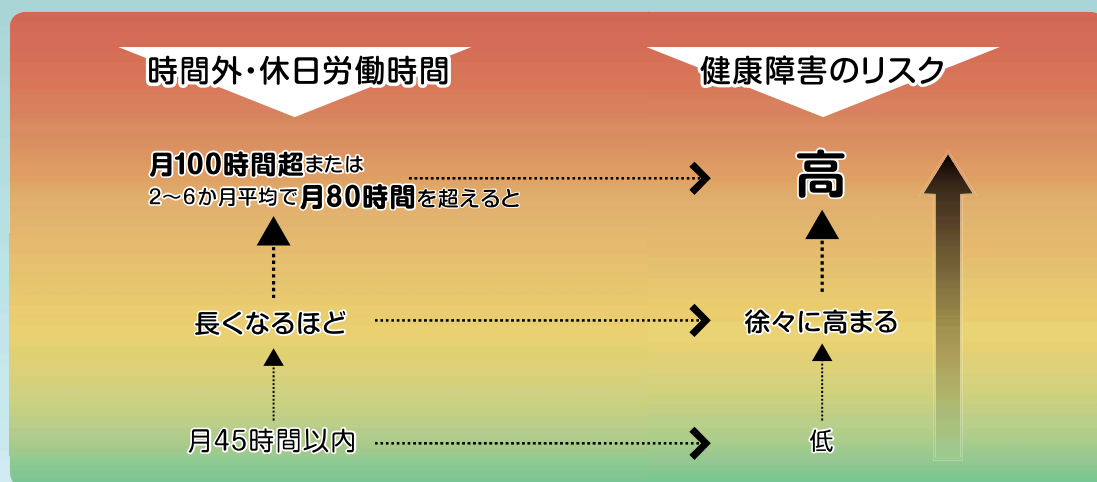 時間外・休日労働時間
健康障害のリスク
月100時間超または
2〜6か月平均で月80時間を超えると
高
長くなるほど
徐々に高まる
月45時間以内
低